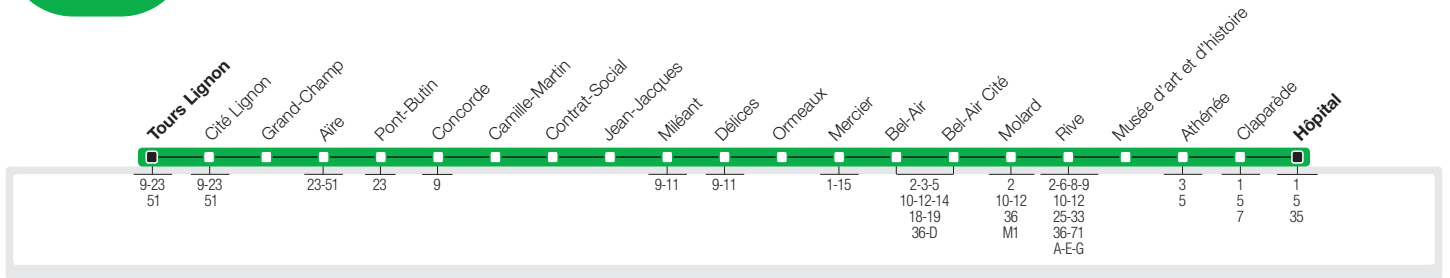 Tours Lignon
Cité Lignon
Grand-Champ
Aïre
Pont-Butin
Concorde
Camille-Martin
Contrat-Social
Jean-Jacques
Miléant
Délices
Ormeaux
Mercier
Bel-Air
Bel-Air Cité
Molard
Rive
Musée d'art et d'histoire
Athénée
Claparède
Hôpital
9-23
51
9-23
51
23-51
23
9
9-11
9-11
1-15
2-3-5
10-12-14
18-19
36-D
2
10-12
36
M1
2-6-8-9
10-12
25-33
36-71
A-E-G
3
5
1
5
7
1
5
35